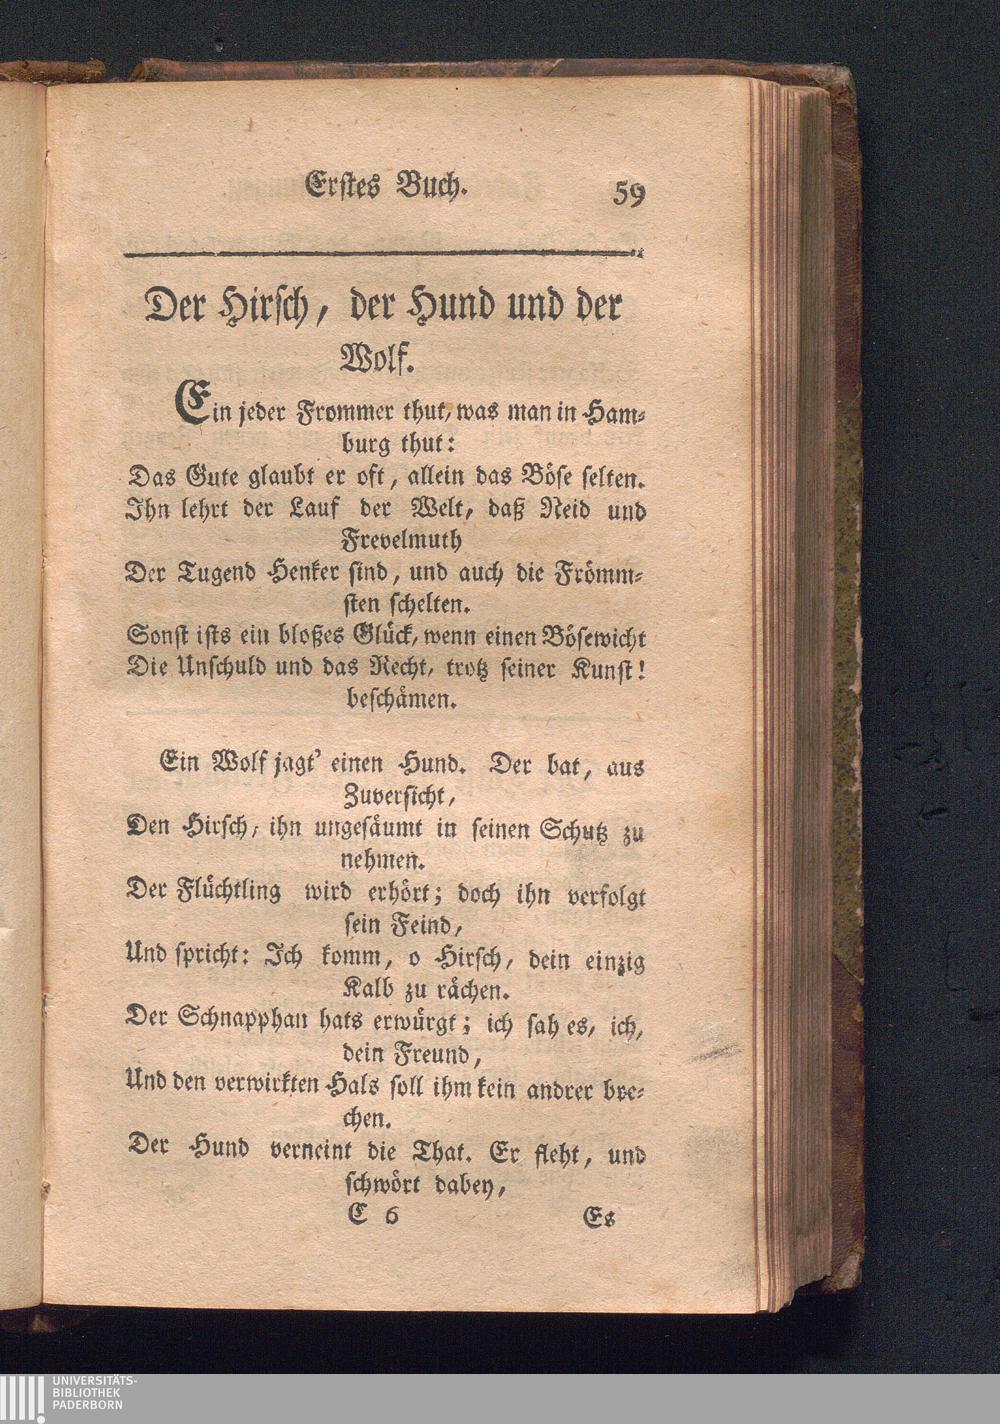 Erstes Buch. 59
Der Hirsch, der Hund und der
Wolf.
Ein jeder Frommer thut, was man in Ham-
burg thut:
Das Gute glaubt er oft, allein das Böse selten.
Ihn lehrt der Lauf der Welt, daß Neid und
Frevelmuth
Der Tugend Henker sind, und auch die Frömm-
sten schelten.
Sonst ists ein bloßes Glück, wenn einen Bösewicht
Die Unschuld und das Recht, trotz seiner Kunst!
beschämen.
Ein Wolf jagt' einen Hund. Der bat, aus
Zuversicht,
Den Hirsch, ihn ungesäumt in seinen Schutz zu
nehmen.
Der Flüchtling wird erhört; doch ihn verfolgt
sein Feind,
Und spricht: Ich komm, o Hirsch, dein einzig
Kalb zu rächen.
Der Schnapphan hats erwürgt; ich sah es, ich,
dein Freund,
Und den verwirkten Hals soll ihm kein andrer bre-
chen.
Der Hund verneint die That. Er fleht, und
schwört dabey,
C 6 Es
UNIVERSITÄTS-
BIBLIOTHEK
PADERBORN